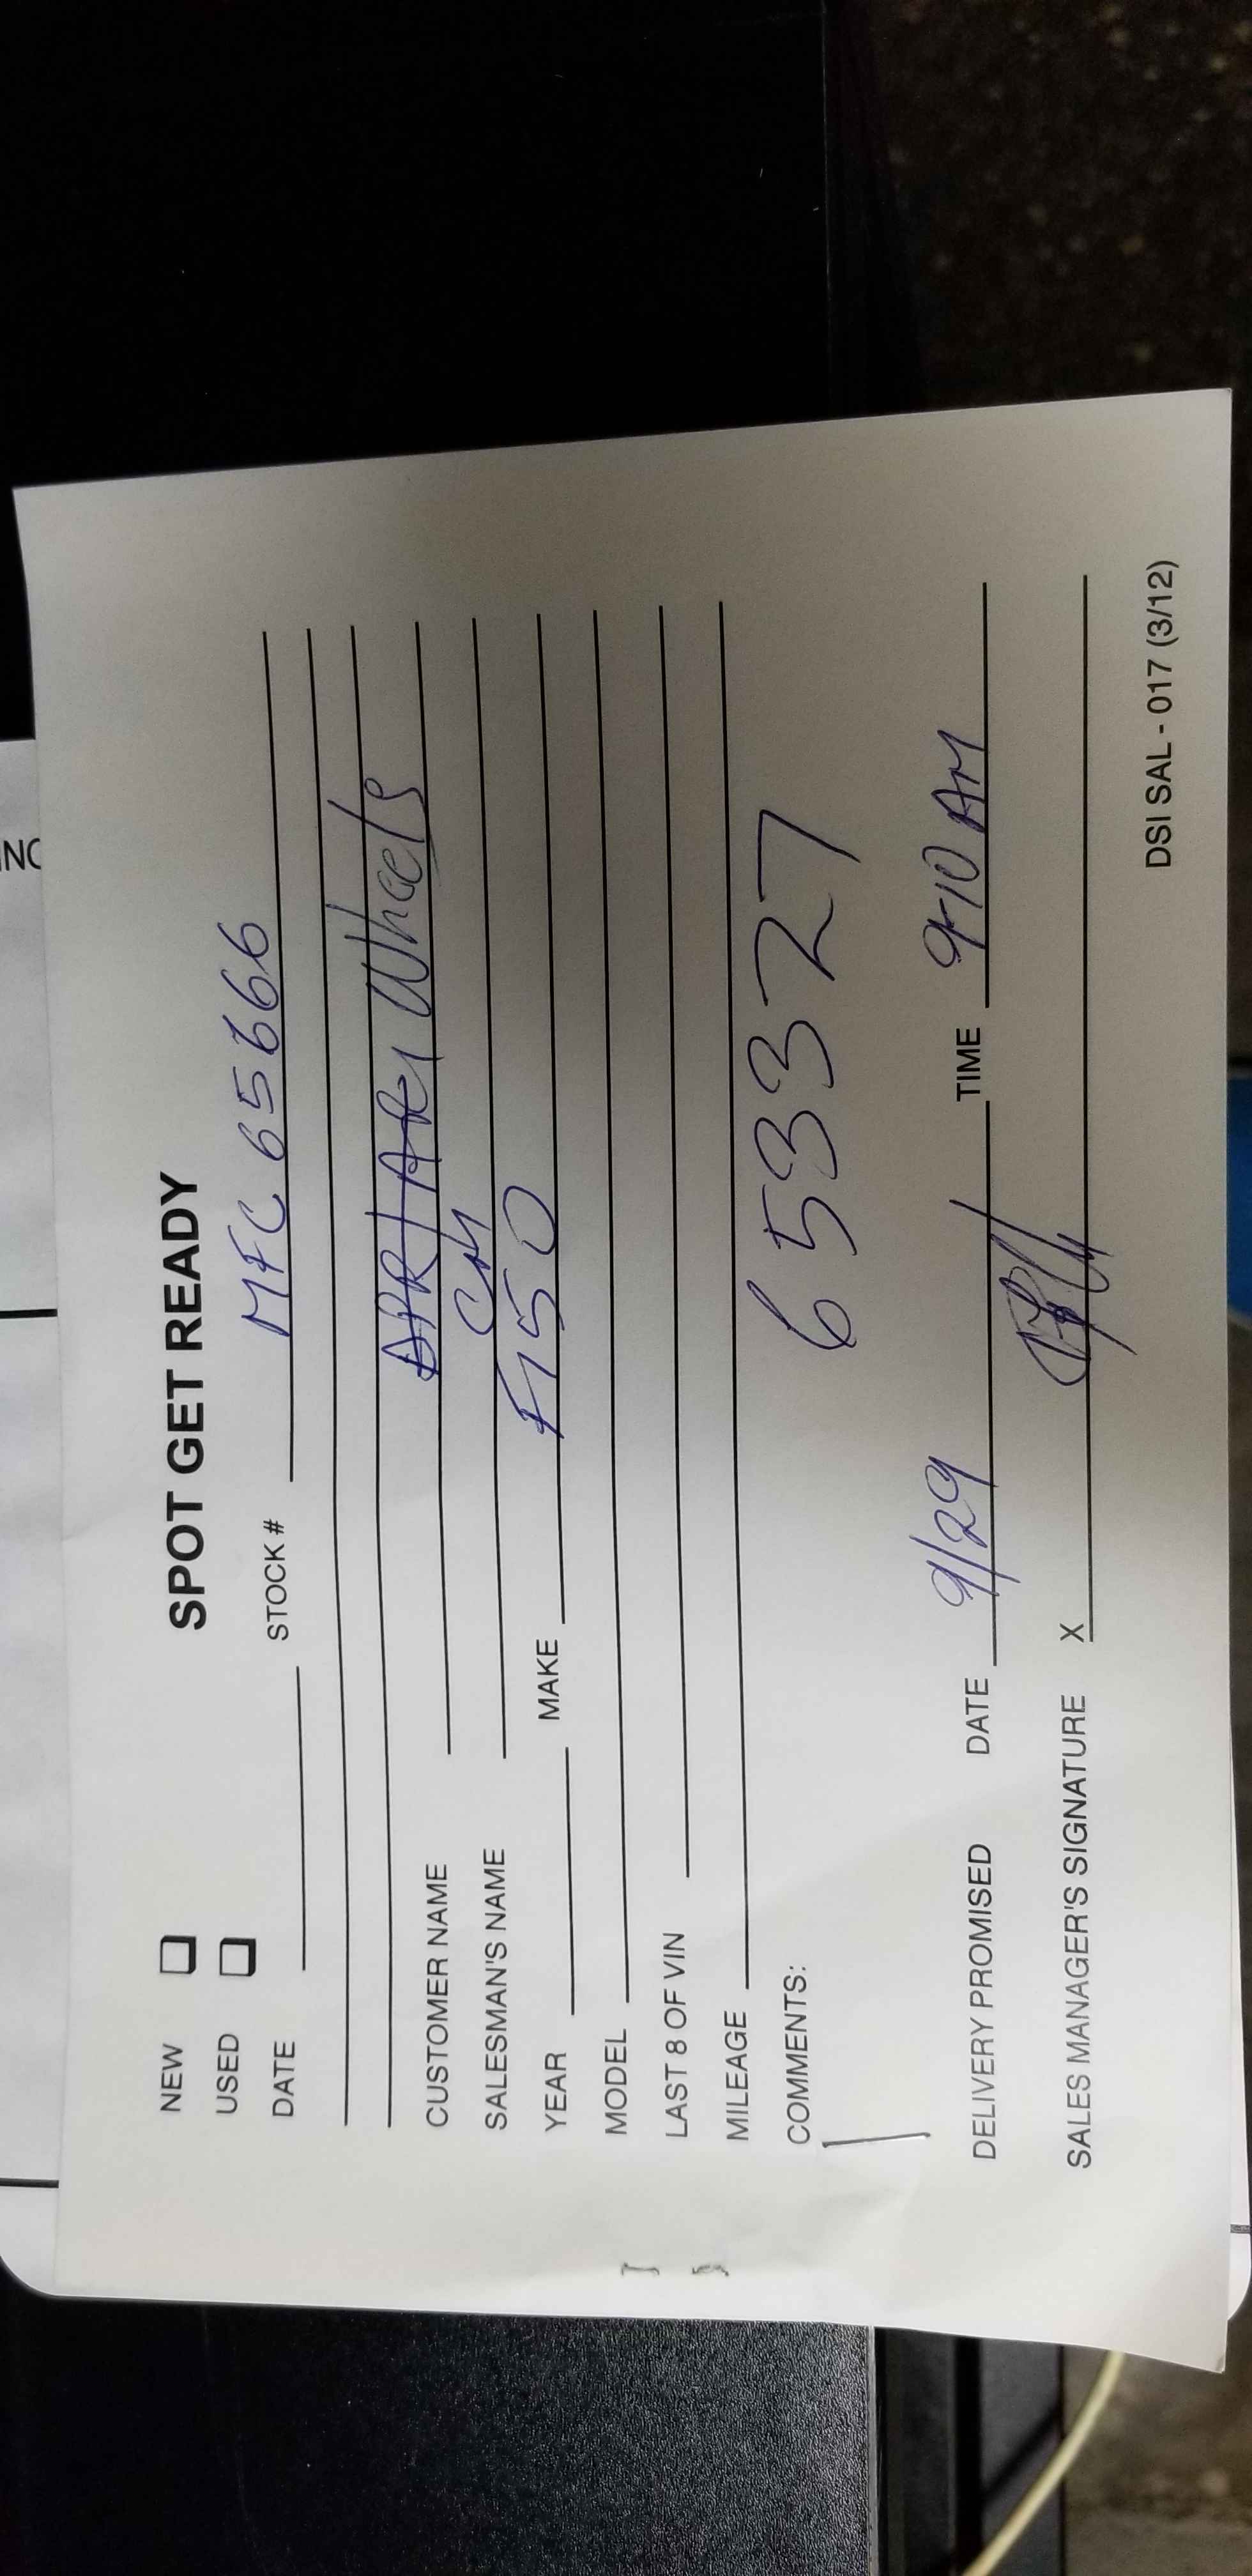 NC
SPOT GET READY
NEW
USED
DATE STOCK # MFC 65666
Wheels
CUSTOMER NAME
SALESMAN'S NAME
YEAR MAKE F150
MODEL
LAST 8 OF VIN
MILEAGE
COMMENTS: 653327
DELIVERY PROMISED DATE 9/29 TIME 9-10 AM
SALES MANAGER'S SIGNATURE X
DSI SAL - 017 (3/12)